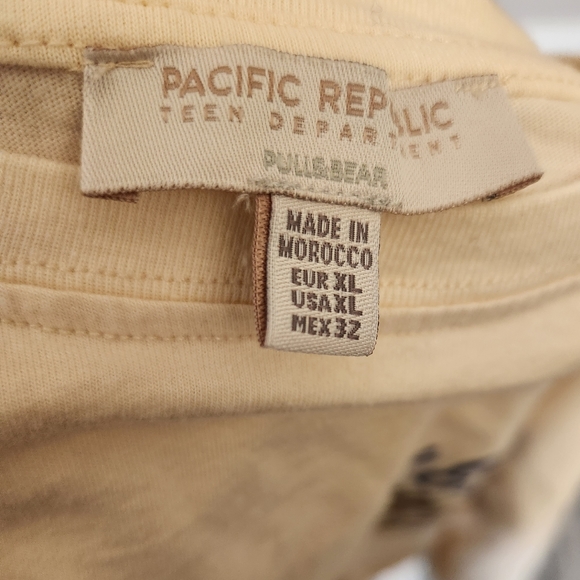 PACIFIC REPUBLIC
TEEN DEPARTMENT
PULL&BEAR
MADE IN
MOROCCO
EUR XL
USA XL
MEX 32